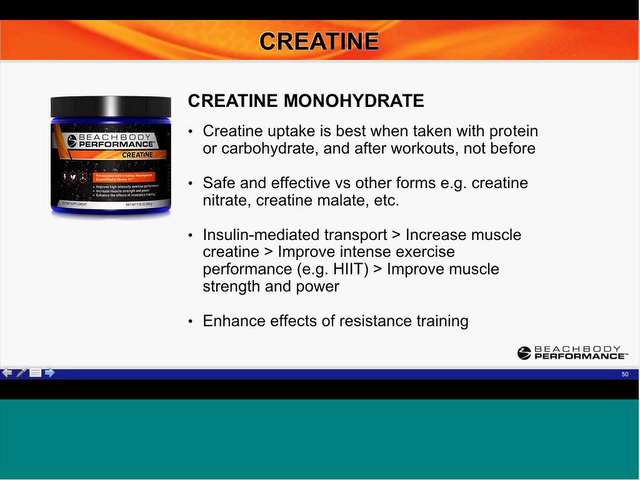 CREATINE
CREATINE MONOHYDRATE
• Creatine uptake is best when taken with protein
or carbohydrate, and after workouts, not before
• Safe and effective vs other forms e.g. creatine
nitrate, creatine malate, etc.
• Insulin-mediated transport > Increase muscle
creatine > Improve intense exercise
performance (e.g. HIIT) > Improve muscle
strength and power
• Enhance effects of resistance training
BEACHBODY
PERFORMANCE
CREATINE
BEACHBODY
PERFORMANCE™
50